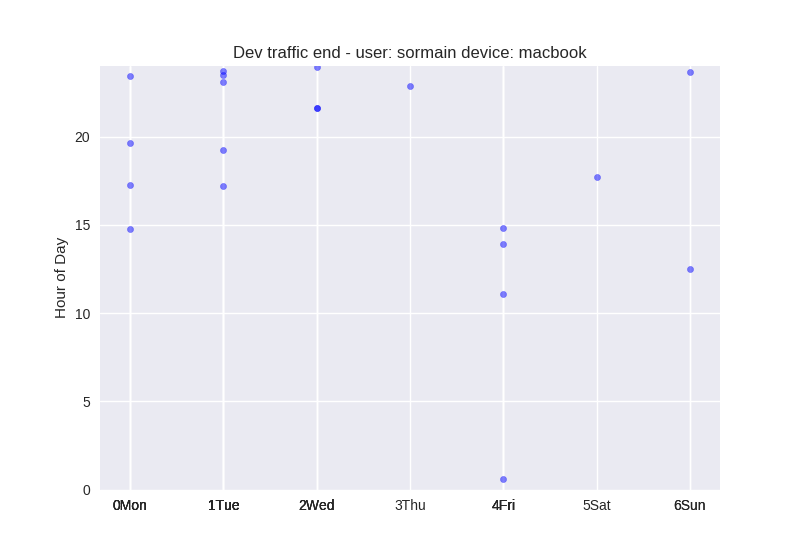 Dev traffic end - user: sormain device: macbook
Hour of Day
20
15
10
5
0
0Mon 1Tue 2Wed 3Thu 4Fri 5Sat 6Sun